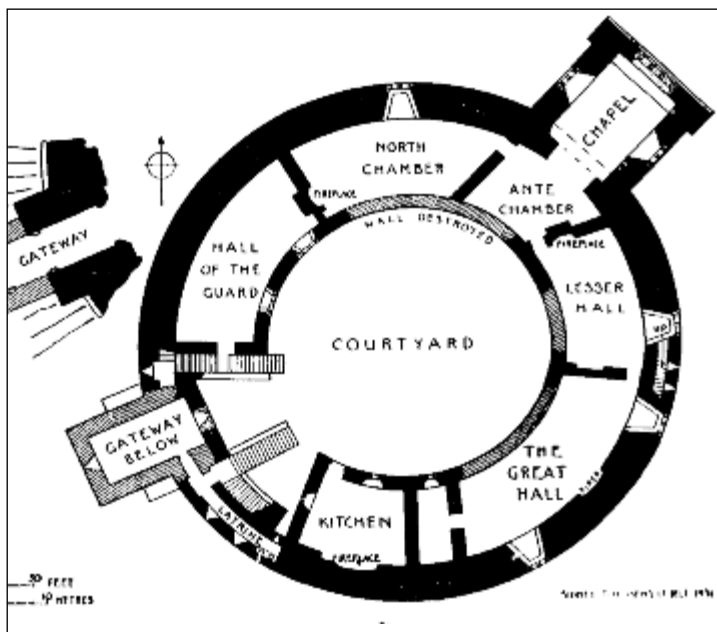 CHAPEL
NORTH
CHAMBER
FIREPLACE
ANTE
CHAMBER
FIREPLACE
WALL DESTROYED
GATEWAY
HALL
OF THE
GUARD
LESSER
HALL
COURTYARD
GATEWAY
BELOW
THE
GREAT
HALL
LATRINE
KITCHEN
FIREPLACE
FEET
METRES